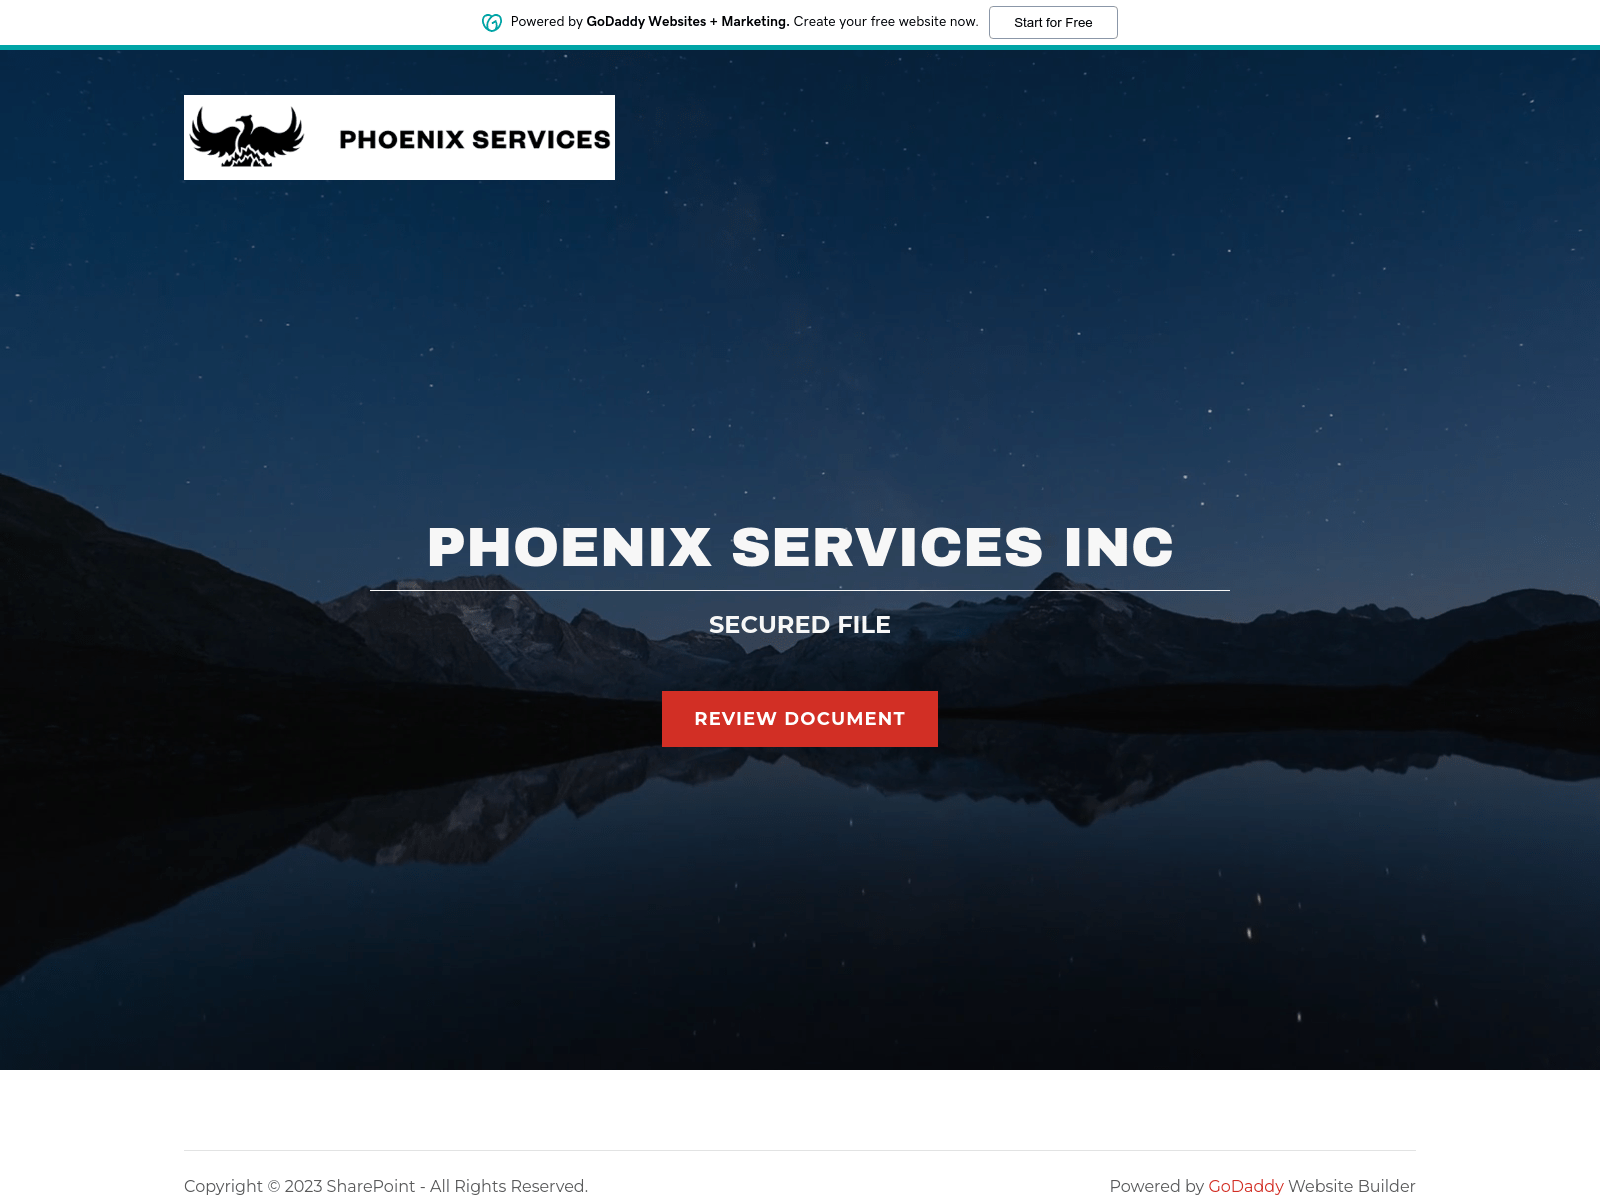 Powered by GoDaddy Websites + Marketing. Create your free website now. Start for Free
PHOENIX SERVICES
PHOENIX SERVICES INC
SECURED FILE
REVIEW DOCUMENT
Copyright © 2023 SharePoint - All Rights Reserved. Powered by GoDaddy Website Builder